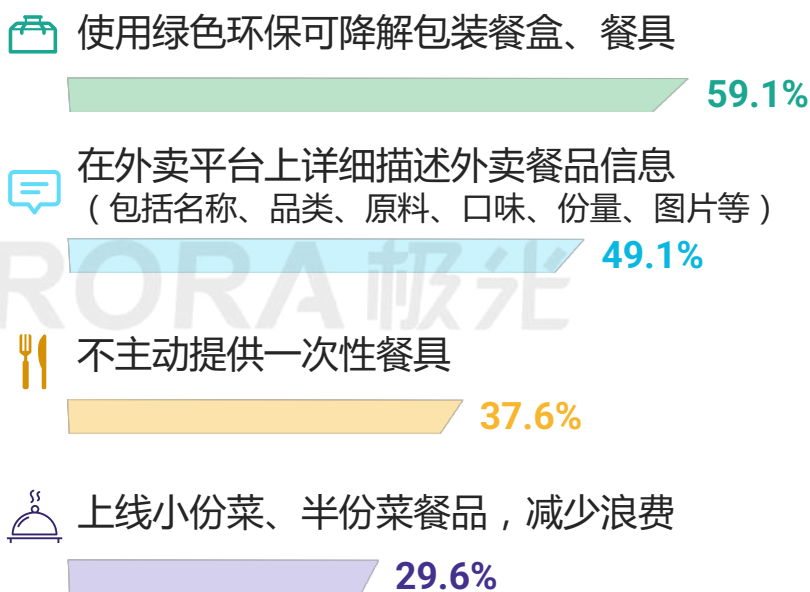 使用绿色环保可降解包装餐盒、餐具
59.1%
在外卖平台上详细描述外卖餐品信息
（包括名称、品类、原料、口味、份量、图片等）
49.1%
RORA极光
不主动提供一次性餐具
37.6%
上线小份菜、半份菜餐品，减少浪费
29.6%